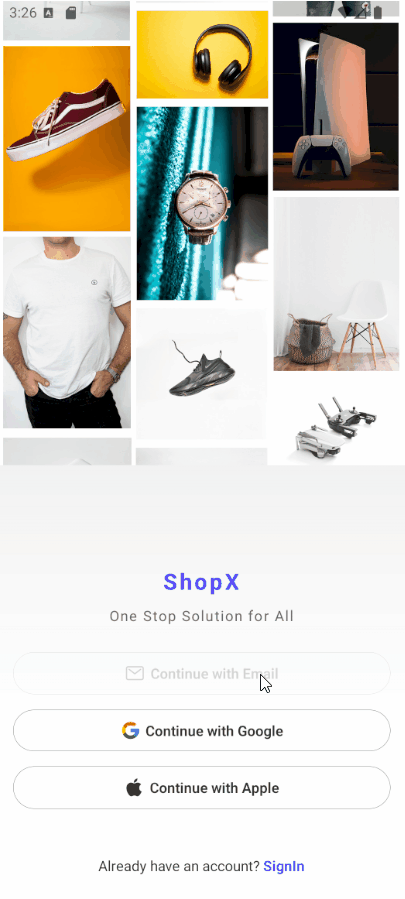 3:26
ShopX
One Stop Solution for All
Continue with Email
Continue with Google
Continue with Apple
Already have an account? SignIn